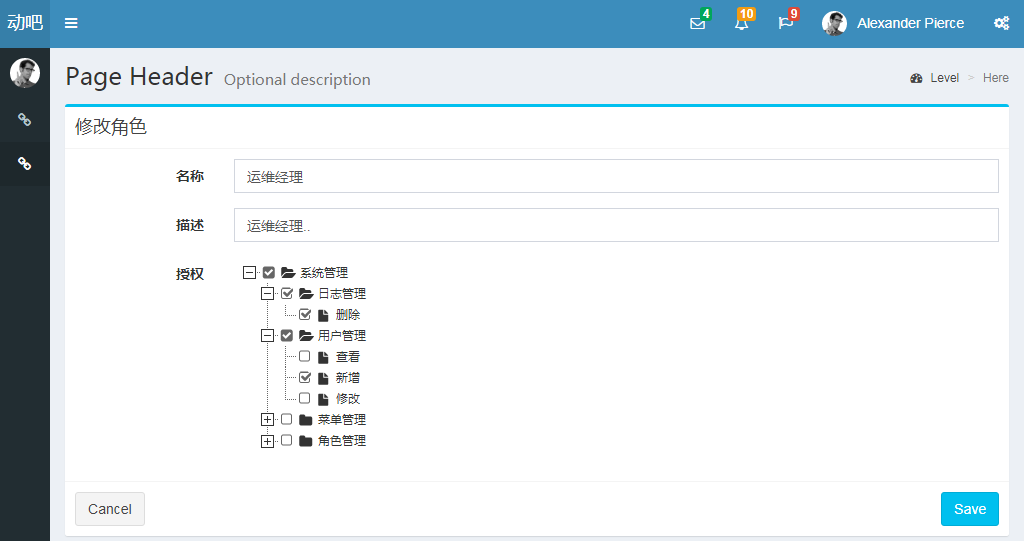 动吧
4
10
9
Alexander Pierce
Page Header Optional description
Level > Here
修改角色
名称 运维经理
描述 运维经理..
授权 系统管理
日志管理
删除
用户管理
查看
新增
修改
菜单管理
角色管理
Cancel
Save